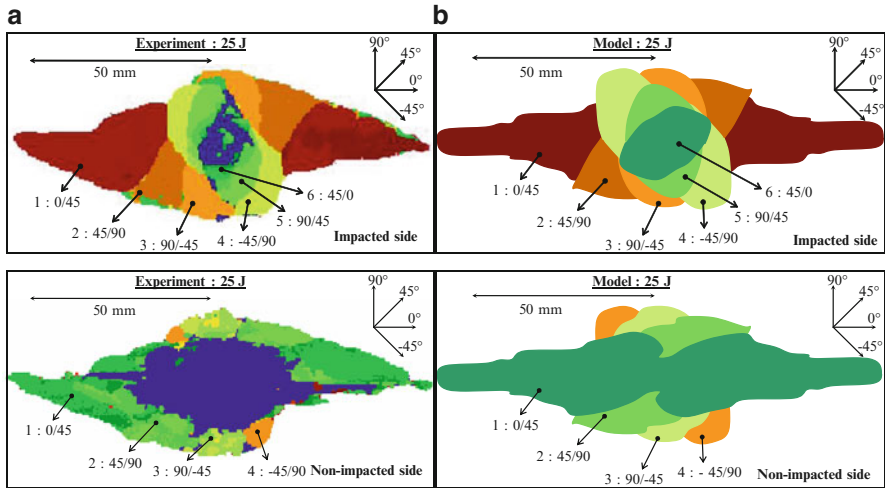 a
b
Experiment : 25 J
50 mm
90°
45°
0°
-45°
1 : 0/45
2 : 45/90
3 : 90/-45
4 : -45/90
5 : 90/45
6 : 45/0
Impacted side
Model : 25 J
50 mm
90°
45°
0°
-45°
1 : 0/45
2 : 45/90
3 : 90/-45
4 : -45/90
5 : 90/45
6 : 45/0
Impacted side
Experiment : 25 J
50 mm
90°
45°
0°
-45°
1 : 0/45
2 : 45/90
3 : 90/-45
4 : -45/90
Non-impacted side
Model : 25 J
50 mm
90°
45°
0°
-45°
1 : 0/45
2 : 45/90
3 : 90/-45
4 : - 45/90
Non-impacted side